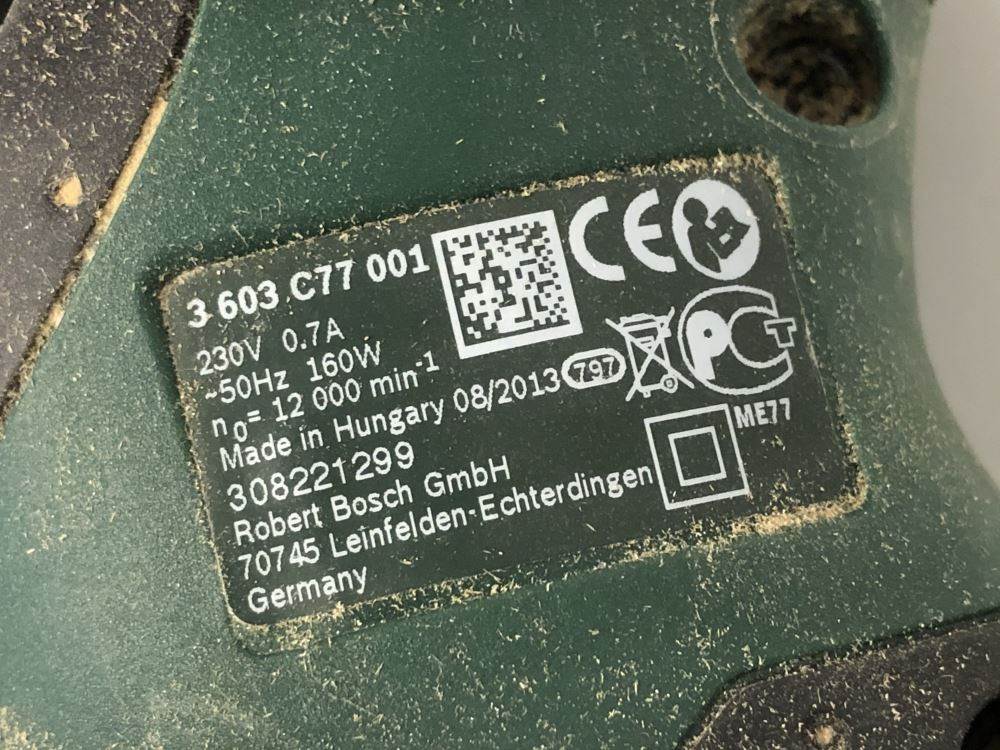 3 603 C77 001
230V 0.7A
~50Hz 160W
n₀= 12 000 min⁻¹
Made in Hungary 08/2013 797
308221299
Robert Bosch GmbH
70745 Leinfelden-Echterdingen
Germany
CE
PCT
ME77